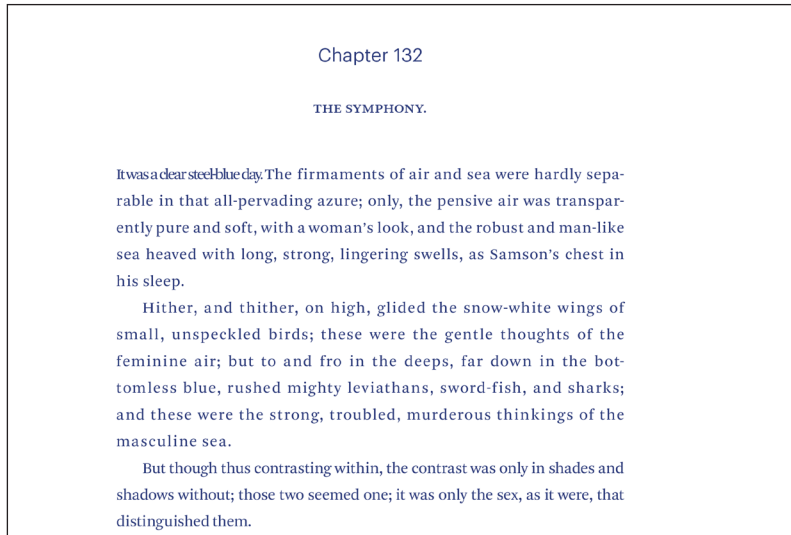 Chapter 132
THE SYMPHONY.
It was a clear steel-blue day. The firmaments of air and sea were hardly sepa-
rable in that all-pervading azure; only, the pensive air was transpar-
ently pure and soft, with a woman’s look, and the robust and man-like
sea heaved with long, strong, lingering swells, as Samson’s chest in
his sleep.
Hither, and thither, on high, glided the snow-white wings of
small, unspeckled birds; these were the gentle thoughts of the
feminine air; but to and fro in the deeps, far down in the bot-
tomless blue, rushed mighty leviathans, sword-fish, and sharks;
and these were the strong, troubled, murderous thinkings of the
masculine sea.
But though thus contrasting within, the contrast was only in shades and
shadows without; those two seemed one; it was only the sex, as it were, that
distinguished them.